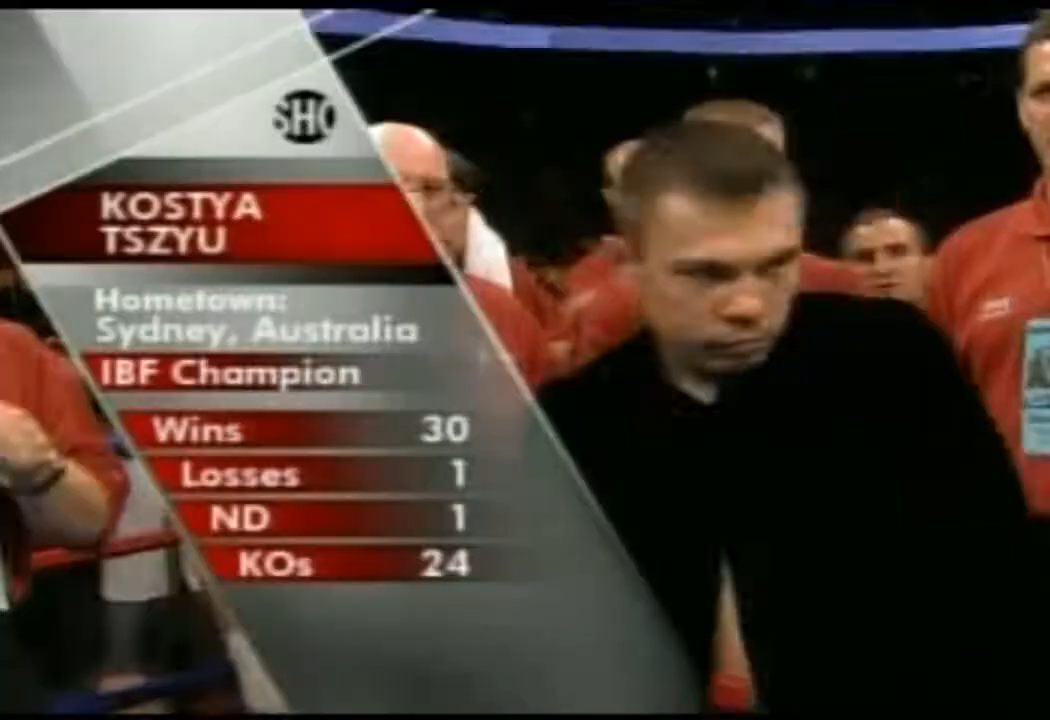 SHO
KOSTYA
TSZYU
Hometown:
Sydney, Australia
IBF Champion
Wins 30
Losses 1
ND 1
KOs 24